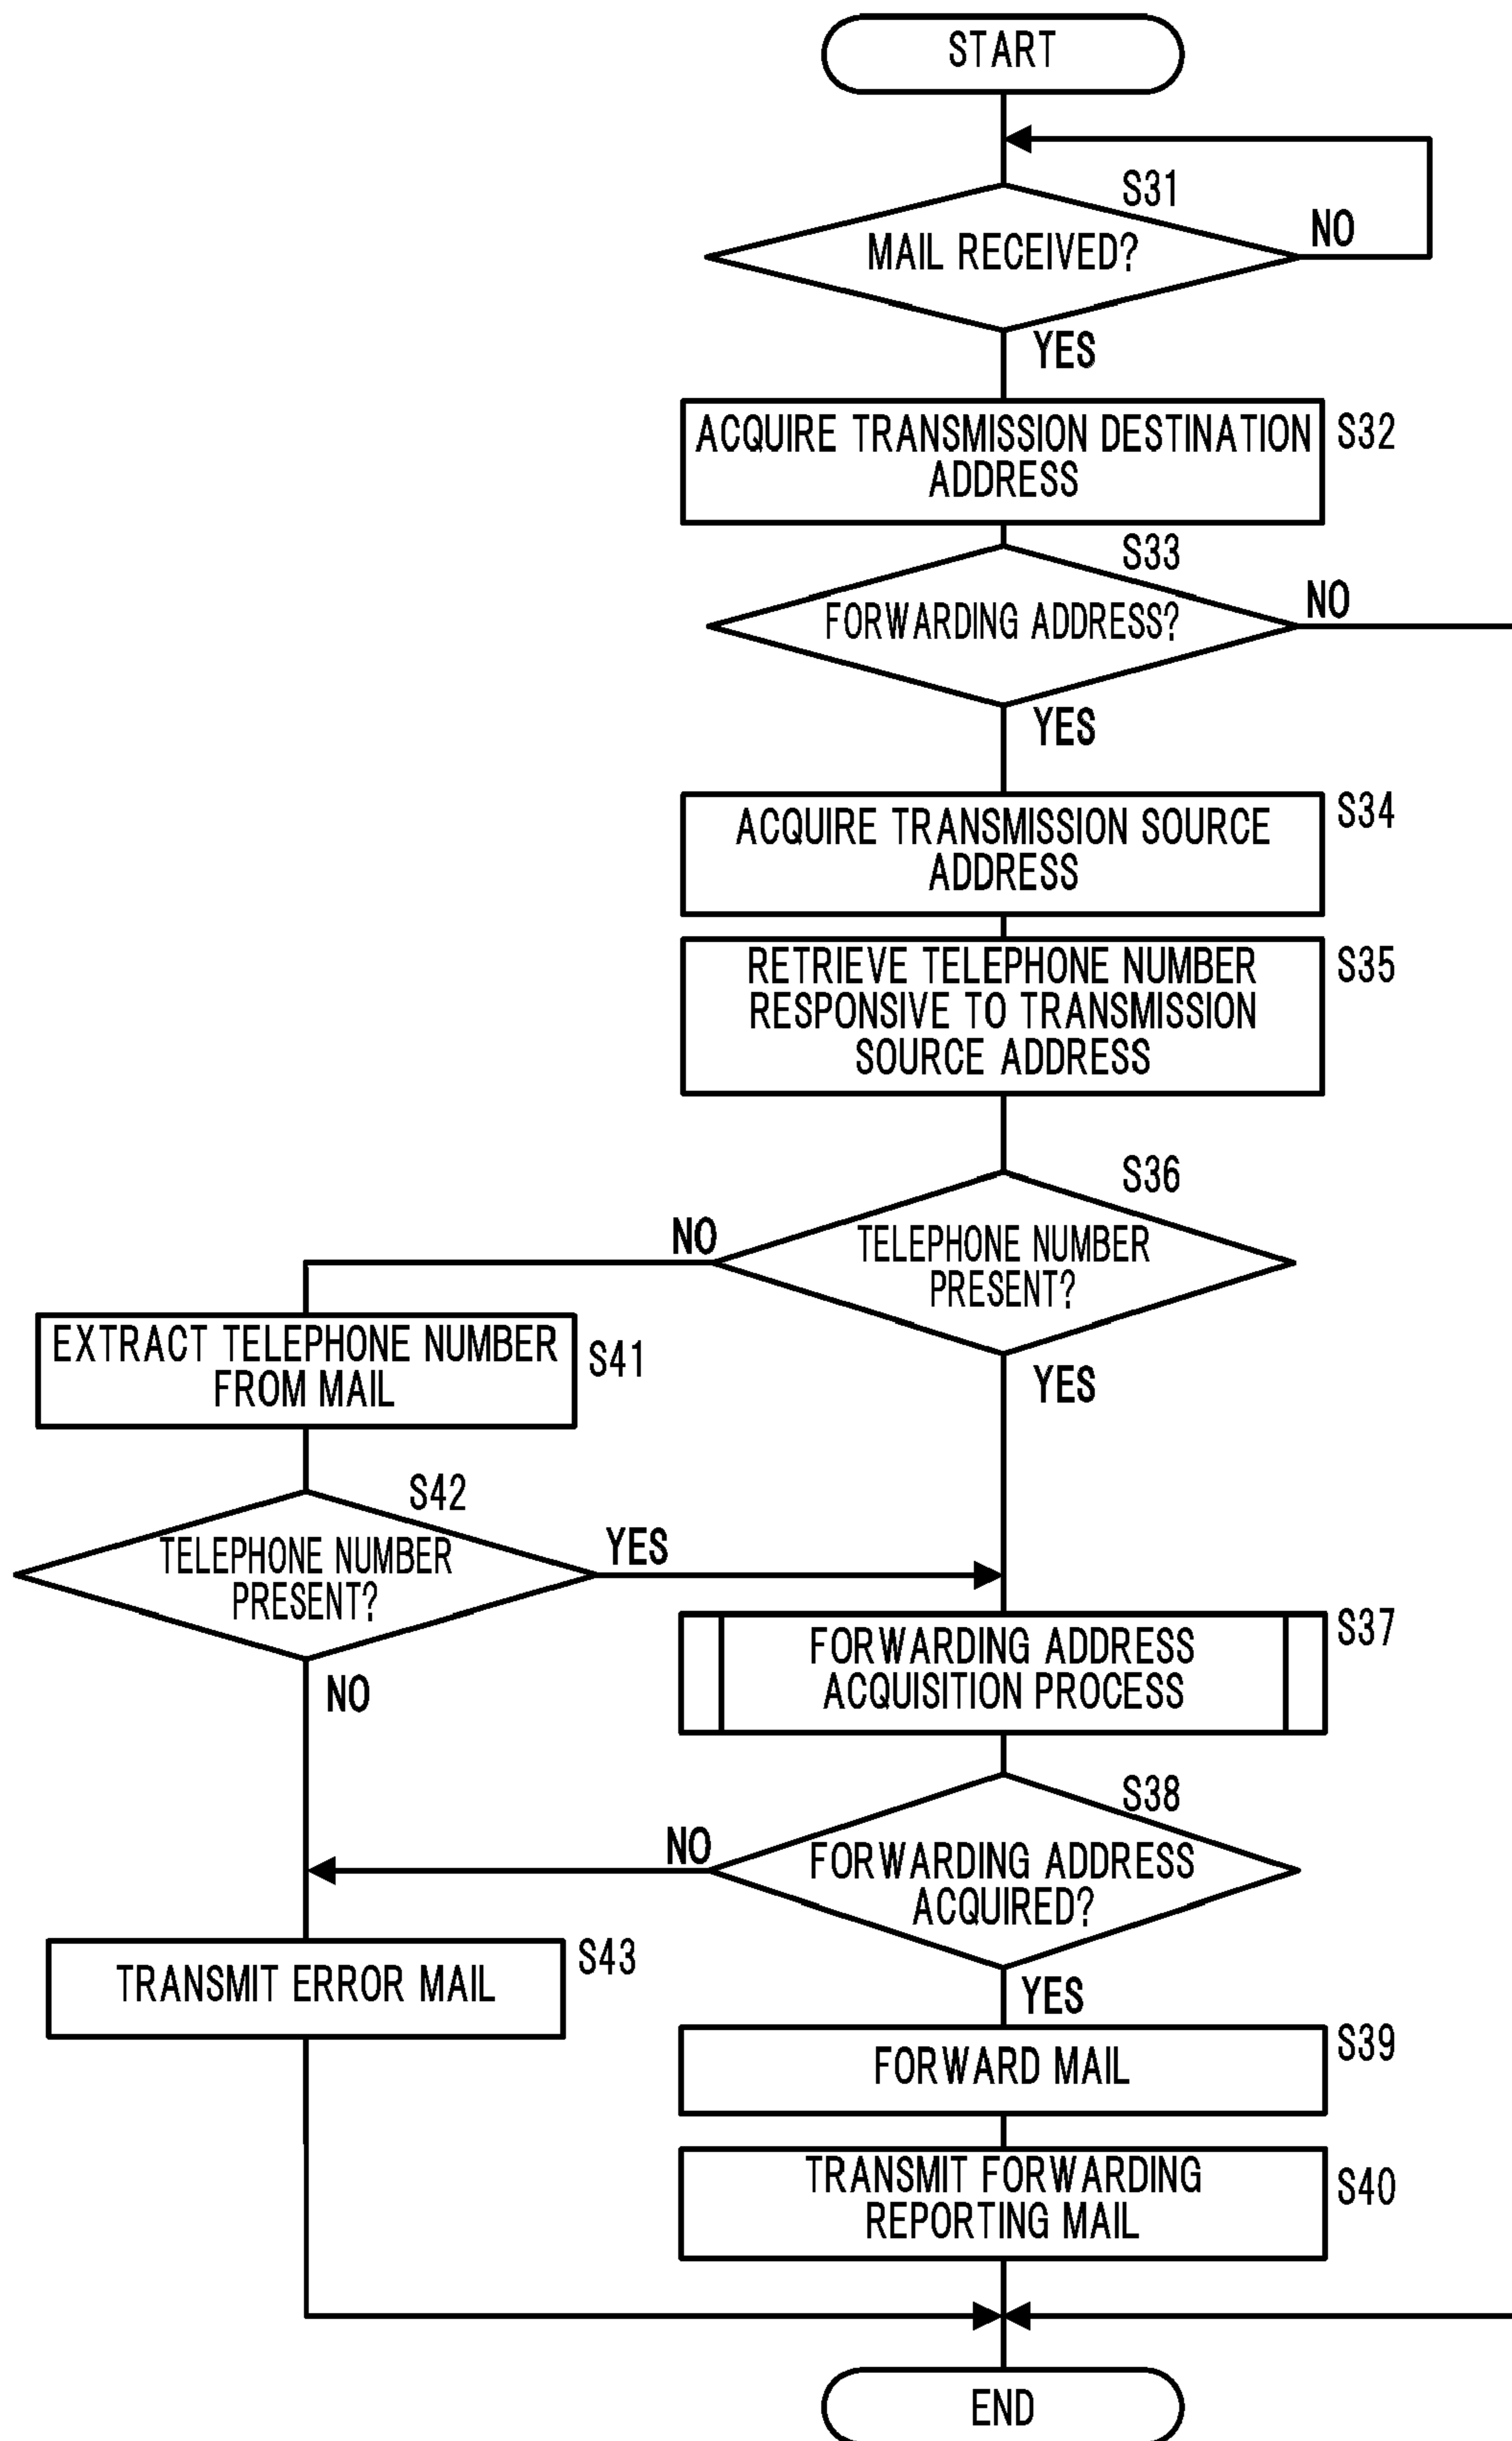 START
S31
MAIL RECEIVED?
NO
YES
ACQUIRE TRANSMISSION DESTINATION
ADDRESS
S32
S33
FORWARDING ADDRESS?
NO
YES
ACQUIRE TRANSMISSION SOURCE
ADDRESS
S34
RETRIEVE TELEPHONE NUMBER
RESPONSIVE TO TRANSMISSION
SOURCE ADDRESS
S35
S36
TELEPHONE NUMBER
PRESENT?
NO
YES
EXTRACT TELEPHONE NUMBER
FROM MAIL
S41
S42
TELEPHONE NUMBER
PRESENT?
YES
NO
FORWARDING ADDRESS
ACQUISITION PROCESS
S37
S38
FORWARDING ADDRESS
ACQUIRED?
NO
YES
TRANSMIT ERROR MAIL
S43
FORWARD MAIL
S39
TRANSMIT FORWARDING
REPORTING MAIL
S40
END